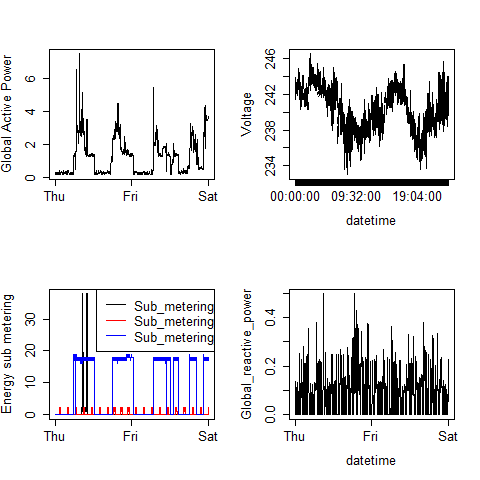 Global Active Power
0 2 4 6
Thu Fri Sat
Voltage
234 238 242 246
00:00:00 09:32:00 19:04:00
datetime
Energy sub metering
0 10 20 30
Sub_metering
Sub_metering
Sub_metering
Thu Fri Sat
Global_reactive_power
0.0 0.2 0.4
Thu Fri Sat
datetime